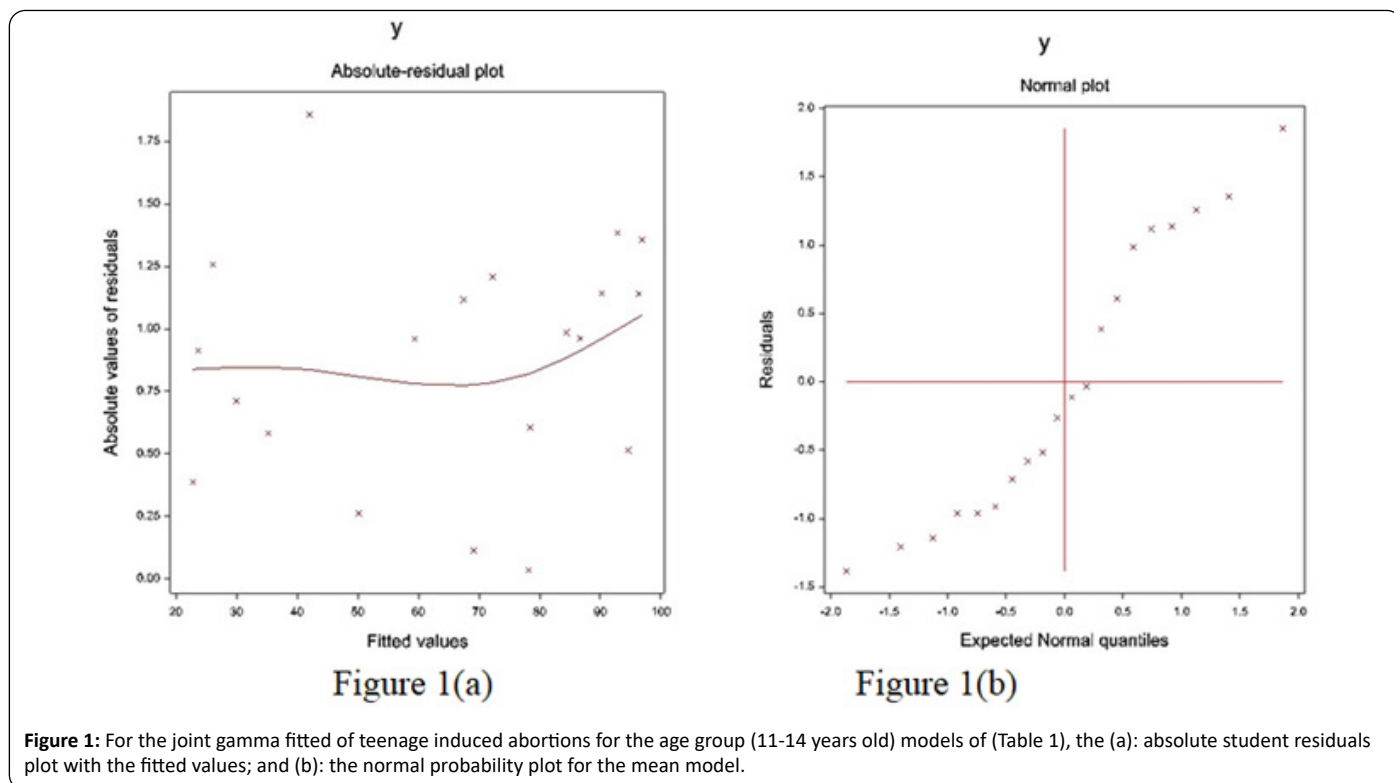 y
Absolute-residual plot
Absolute values of residuals
1.75
1.50
1.25
1.00
0.75
0.50
0.25
0.00
20 30 40 50 60 70 80 90 100
Fitted values
Figure 1(a)
y
Normal plot
Residuals
2.0
1.5
1.0
0.5
0.0
-0.5
-1.0
-1.5
-2.0 -1.5 -1.0 -0.5 0.0 0.5 1.0 1.5 2.0
Expected Normal quantiles
Figure 1(b)
Figure 1: For the joint gamma fitted of teenage induced abortions for the age group (11-14 years old) models of (Table 1), the (a): absolute student residuals
plot with the fitted values; and (b): the normal probability plot for the mean model.